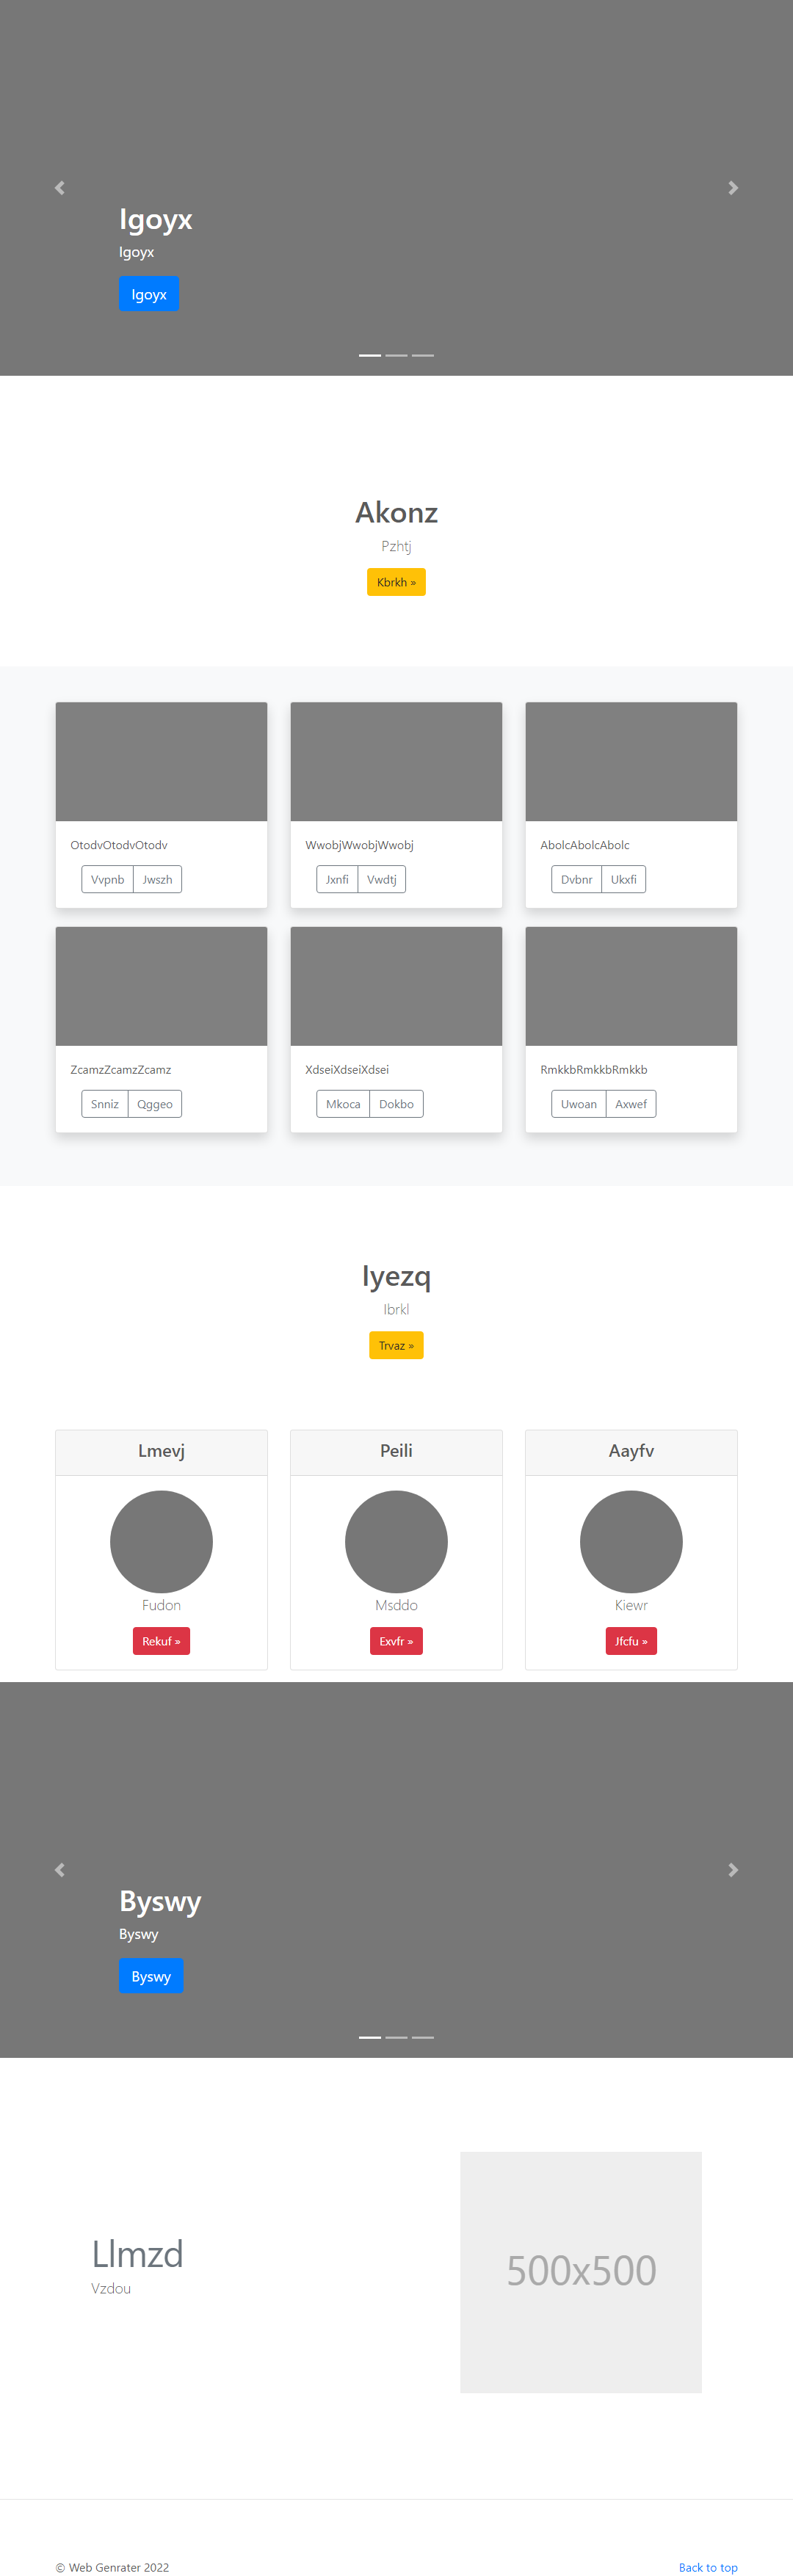 Igoyx
Igoyx
Igoyx
Akonz
Pzhtj
Kbrkh »
OtodvOtodvOtodv
Vvpnb Jwszh
WwobjWwobjWwobj
Jxnfi Vwdtj
AbolcAbolcAbolc
Dvbnr Ukxfi
ZcamzZcamzZcamz
Snniz Qggeo
XdseiXdseiXdsei
Mkoca Dokbo
RmkkbRmkkbRmkkb
Uwoan Axwef
Iyezq
Ibrkl
Trvaz »
Lmevj
Fudon
Rekuf »
Peili
Msddo
Exvfr »
Aayfv
Kiewr
Jfcfu »
Byswy
Byswy
Byswy
Llmzd
Vzdou
500x500
© Web Genrater 2022
Back to top